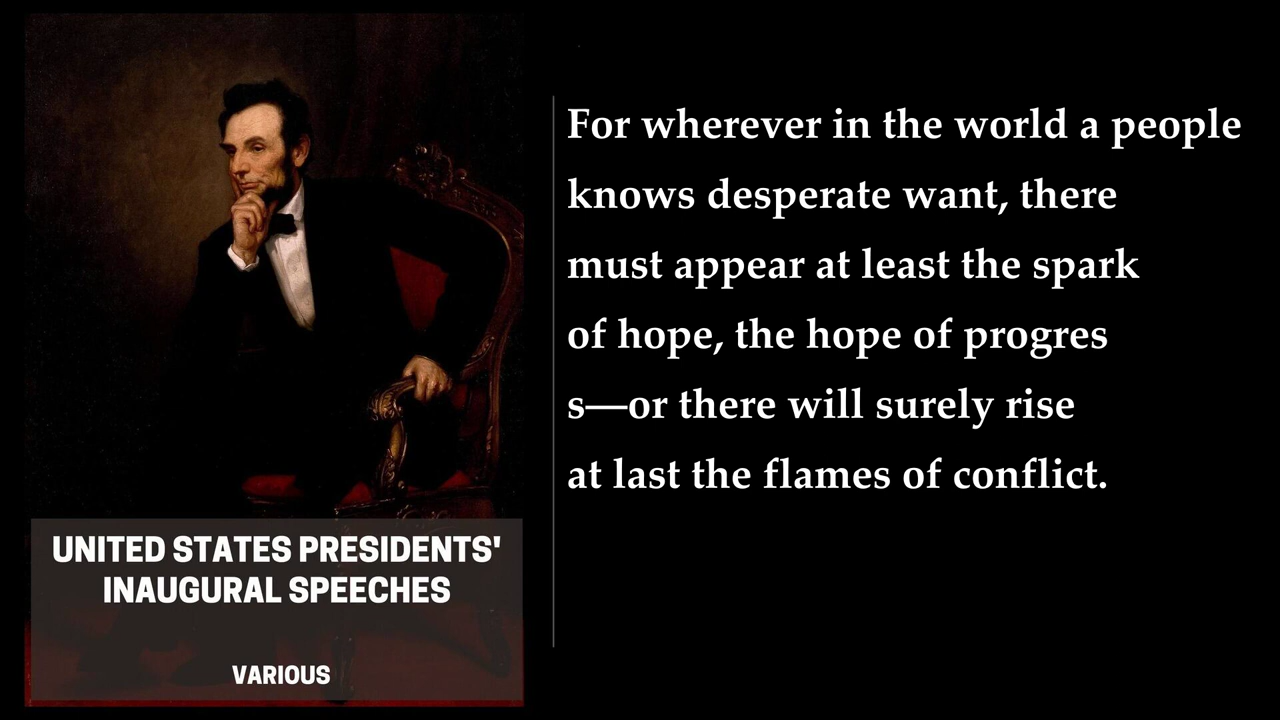 For wherever in the world a people
knows desperate want, there
must appear at least the spark
of hope, the hope of progres
s—or there will surely rise
at last the flames of conflict.
UNITED STATES PRESIDENTS'
INAUGURAL SPEECHES
VARIOUS